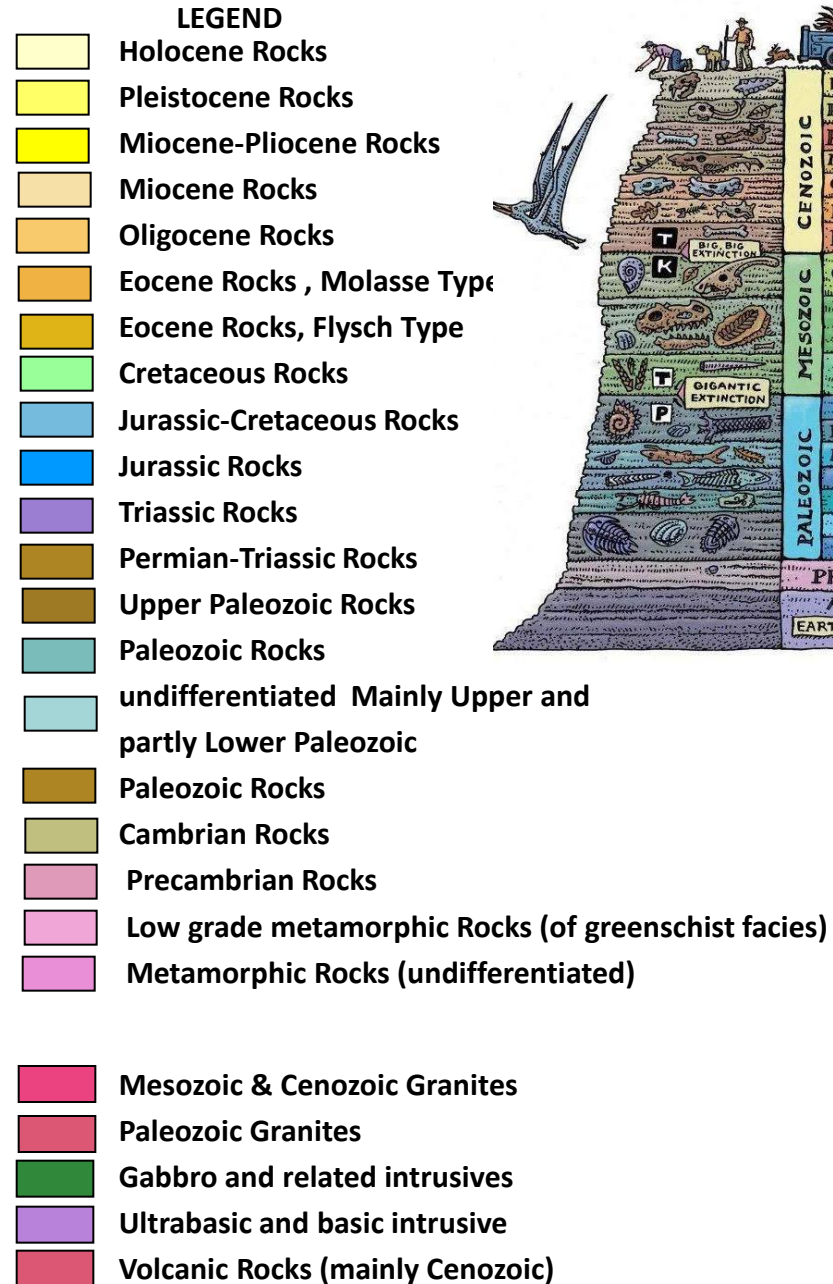 LEGEND
Holocene Rocks
Pleistocene Rocks
Miocene-Pliocene Rocks
Miocene Rocks
Oligocene Rocks
Eocene Rocks , Molasse Type
Eocene Rocks, Flysch Type
Cretaceous Rocks
Jurassic-Cretaceous Rocks
Jurassic Rocks
Triassic Rocks
Permian-Triassic Rocks
Upper Paleozoic Rocks
Paleozoic Rocks
undifferentiated Mainly Upper and
partly Lower Paleozoic
Paleozoic Rocks
Cambrian Rocks
Precambrian Rocks
Low grade metamorphic Rocks (of greenschist facies)
Metamorphic Rocks (undifferentiated)
Mesozoic & Cenozoic Granites
Paleozoic Granites
Gabbro and related intrusives
Ultrabasic and basic intrusive
Volcanic Rocks (mainly Cenozoic)
CENOZOIC
T
BIG, BIG
EXTINCTION
K
MESOZOIC
T
GIGANTIC
EXTINCTION
P
PALEOZOIC
EART